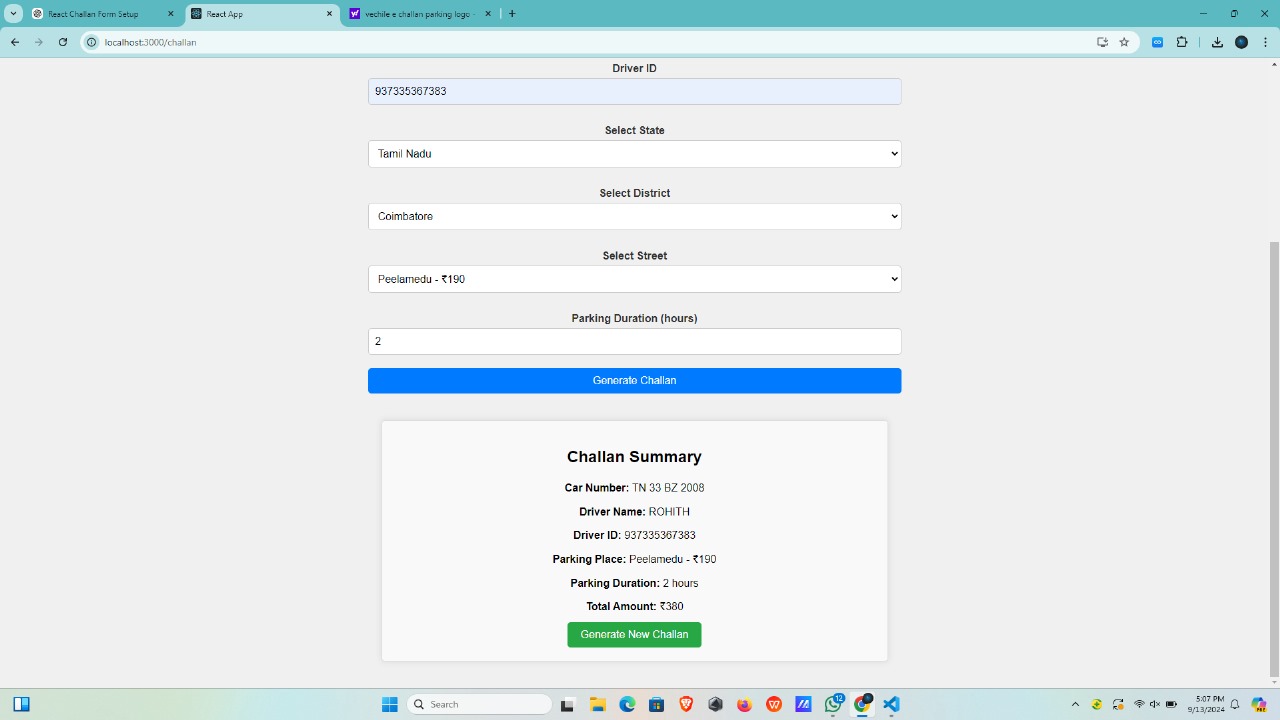 React Challan Form Setup
React App
vechile e challan parking logo -
localhost:3000/challan
Driver ID
937335367383
Select State
Tamil Nadu
Select District
Coimbatore
Select Street
Peelamedu - ₹190
Parking Duration (hours)
2
Generate Challan
Challan Summary
Car Number: TN 33 BZ 2008
Driver Name: ROHITH
Driver ID: 937335367383
Parking Place: Peelamedu - ₹190
Parking Duration: 2 hours
Total Amount: ₹380
Generate New Challan
Search
12
5:07 PM
9/13/2024